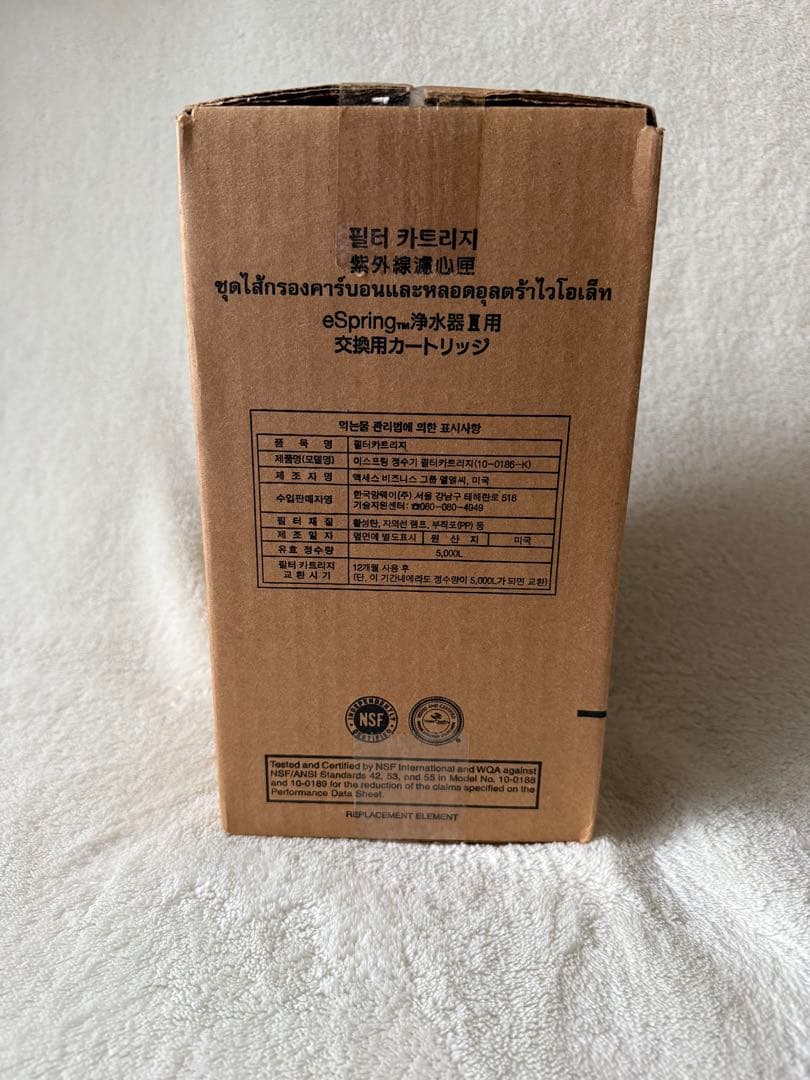 필터 카트리지
紫外線濾心匣
ชุดไส้กรองคาร์บอนและหลอดอุลตร้าไวโอเล็ท
eSpring™浄水器Ⅱ用
交換用カートリッジ
먹는물 관리법에 의한 표시사항
품 목 명 필터카트리지
제품명(모델명) 이스프링 정수기 필터카트리지(10-0186-K)
제 조 자 명 액세스 비즈니스 그룹 엘엘씨, 미국
수입판매자명 한국암웨이(주) 서울 강남구 테헤란로 518
기술지원센터: ☎080-080-4949
필 터 재 질 활성탄, 자외선 램프, 부직포(PP) 등
제 조 일 자 옆면에 별도표시 원 산 지 미국
유효 정수량 5,000L
필터 카트리지 12개월 사용 후
교 환 시 기 (단, 이 기간내에라도 정수량이 5,000L가 되면 교환)
INDEPENDENTLY
NSF
CERTIFIED
Tested and Certified by NSF International and WQA against
NSF/ANSI Standards 42, 53, and 55 in Model No. 10-0188
and 10-0189 for the reduction of the claims specified on the
Performance Data Sheet.
REPLACEMENT ELEMENT